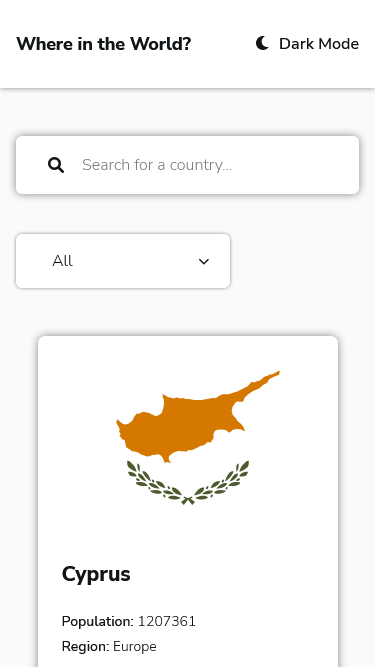 Where in the World?
Dark Mode
Search for a country...
All
Cyprus
Population: 1207361
Region: Europe